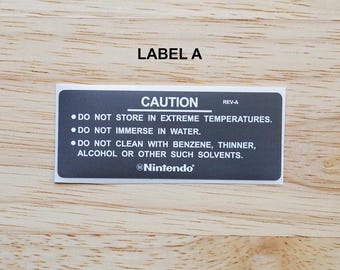 LABEL A
CAUTION REV-A
●DO NOT STORE IN EXTREME TEMPERATURES.
●DO NOT IMMERSE IN WATER.
●DO NOT CLEAN WITH BENZENE, THINNER,
ALCOHOL OR OTHER SUCH SOLVENTS.
Nintendo